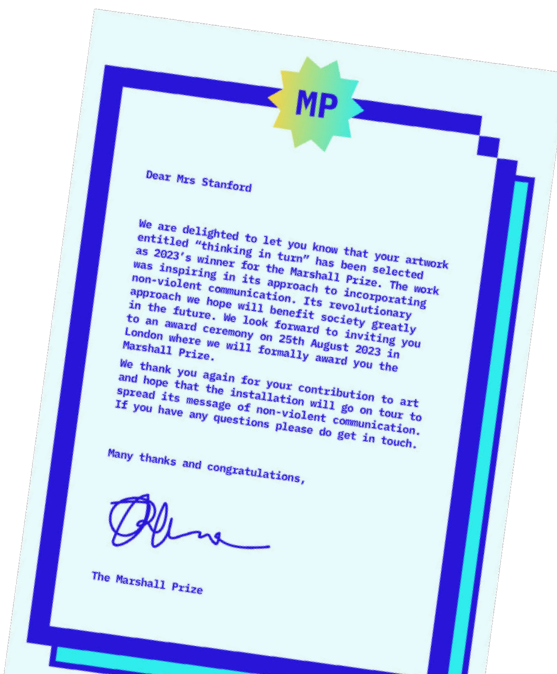 MP
Dear Mrs Stanford
We are delighted to let you know that your artwork
entitled “thinking in turn” has been selected
as 2023’s winner for the Marshall Prize. The work
was inspiring in its approach to incorporating
non-violent communication. Its revolutionary
approach we hope will benefit society greatly
in the future. We look forward to inviting you
to an award ceremony on 25th August 2023 in
London where we will formally award you the
Marshall Prize.
We thank you again for your contribution to art
and hope that the installation will go on tour to
spread its message of non-violent communication.
If you have any questions please do get in touch.
Many thanks and congratulations,
The Marshall Prize